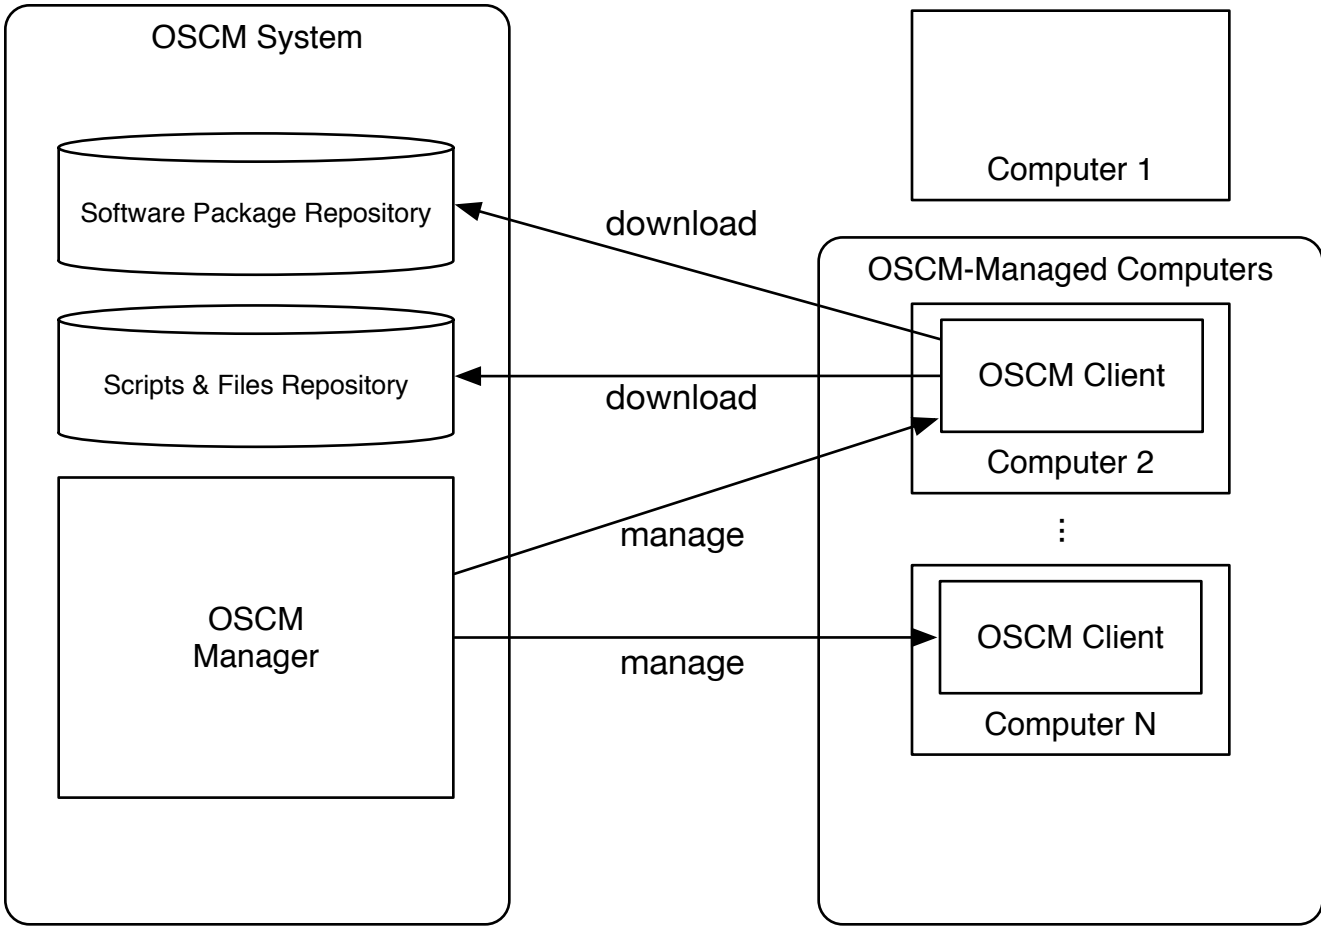 OSCM System
Software Package Repository
Scripts & Files Repository
OSCM
Manager
download
download
manage
manage
Computer 1
OSCM-Managed Computers
OSCM Client
Computer 2
...
OSCM Client
Computer N